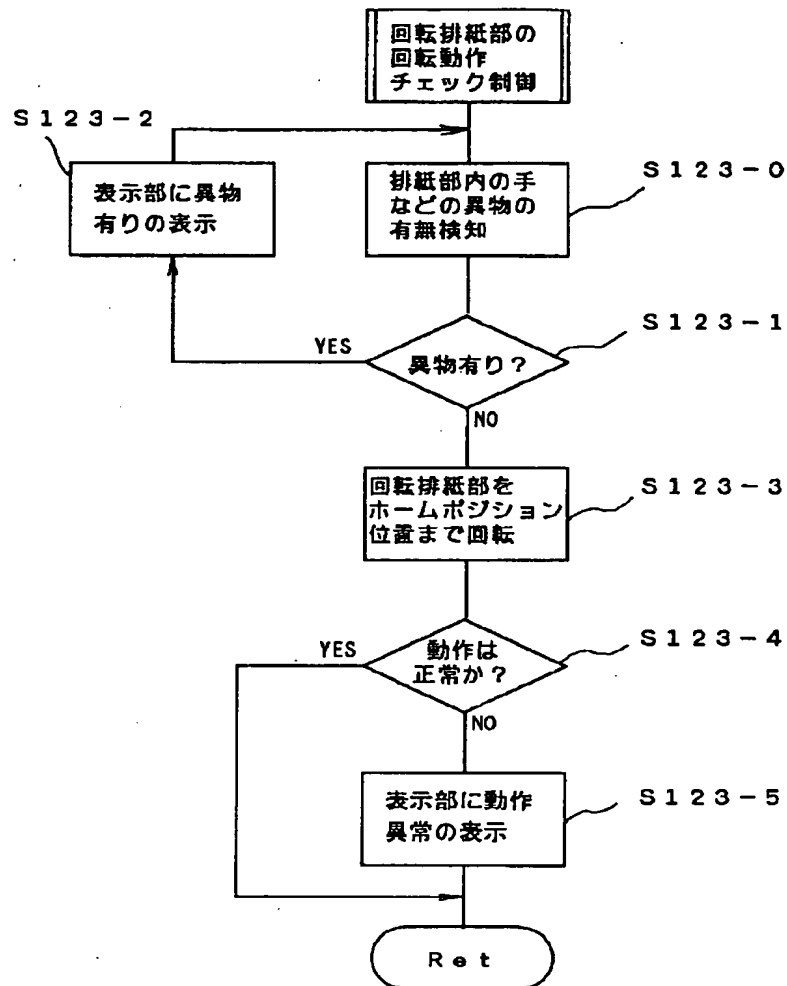 回転排紙部の
回転動作
チェック制御
S123-2
表示部に異物
有りの表示
排紙部内の手
などの異物の
有無検知
S123-0
S123-1
YES
異物有り？
NO
回転排紙部を
ホームポジション
位置まで回転
S123-3
S123-4
YES
動作は
正常か？
NO
表示部に動作
異常の表示
S123-5
Ret